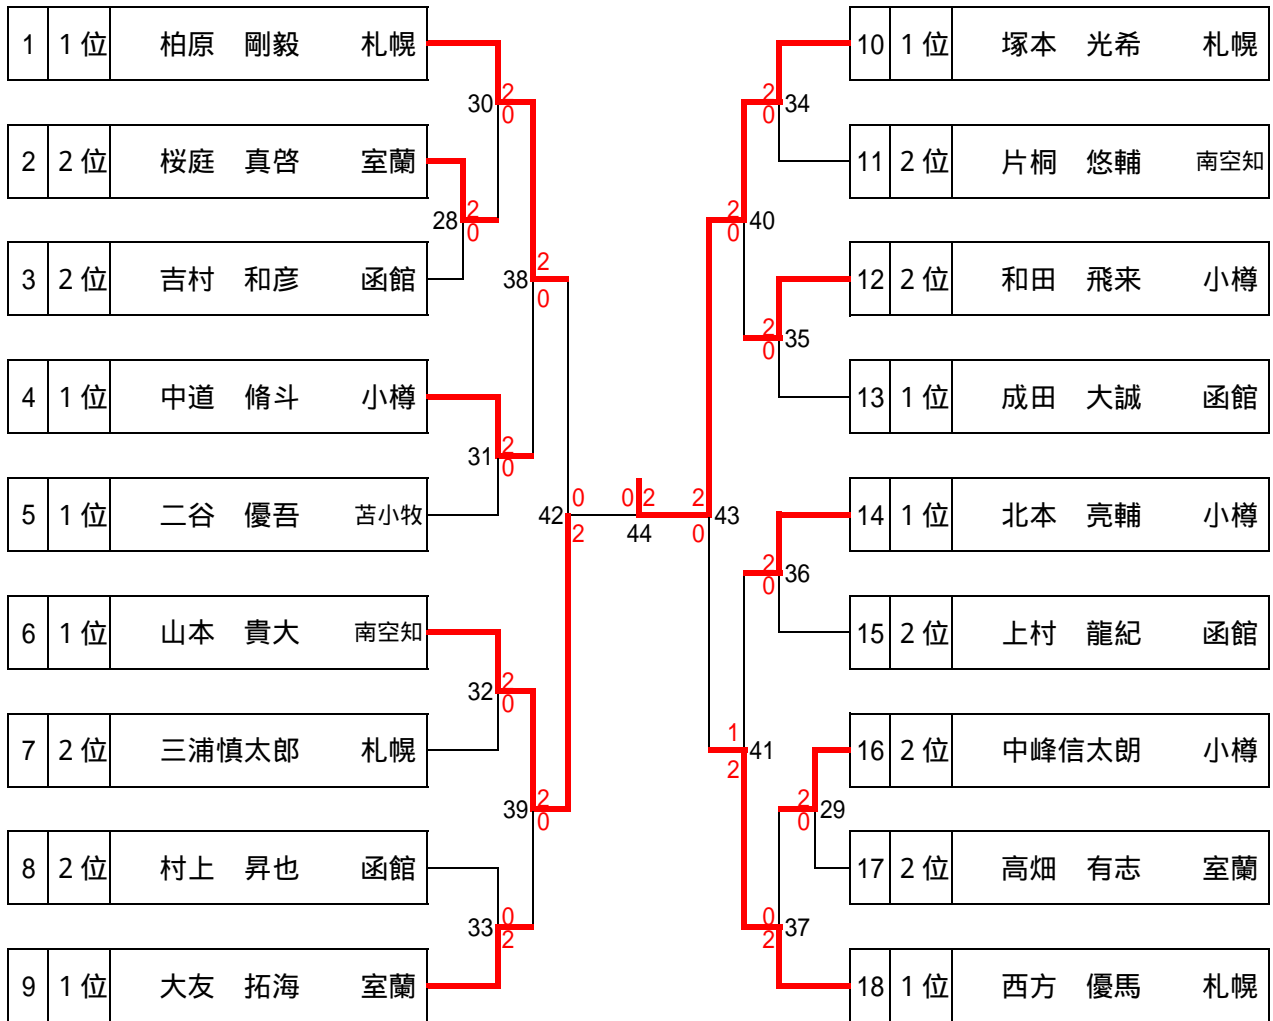 1 1位 柏原 剛毅 札幌
2 2位 桜庭 真啓 室蘭
3 2位 吉村 和彦 函館
4 1位 中道 脩斗 小樽
5 1位 二谷 優吾 苫小牧
6 1位 山本 貴大 南空知
7 2位 三浦慎太郎 札幌
8 2位 村上 昇也 函館
9 1位 大友 拓海 室蘭
30 2 0
28 2 0
38 2 0
31 2 0
42 0 2
32 2 0
39 2 0
33 0 2
0 2
44
2 43
0
2 34
0
2 40
0
2 35
0
2 36
0
1 41
2
2 29
0
0 37
2
10 1位 塚本 光希 札幌
11 2位 片桐 悠輔 南空知
12 2位 和田 飛来 小樽
13 1位 成田 大誠 函館
14 1位 北本 亮輔 小樽
15 2位 上村 龍紀 函館
16 2位 中峰信太朗 小樽
17 2位 高畑 有志 室蘭
18 1位 西方 優馬 札幌